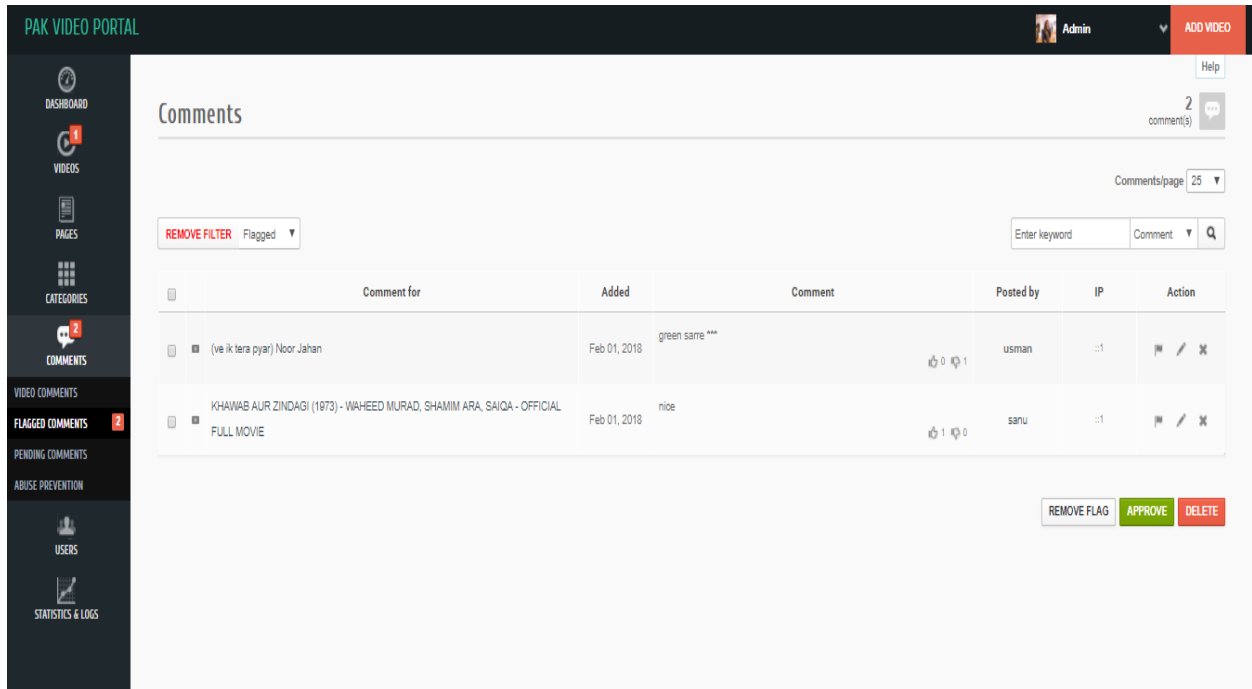 PAK VIDEO PORTAL
Admin
ADD VIDEO
Help
DASHBOARD
1
VIDEOS
PAGES
CATEGORIES
2
COMMENTS
VIDEO COMMENTS
FLAGGED COMMENTS 2
PENDING COMMENTS
ABUSE PREVENTION
USERS
STATISTICS & LOGS
Comments
2
comment(s)
Comments/page 25
REMOVE FILTER Flagged
Enter keyword Comment
Comment for Added Comment Posted by IP Action
(ve ik tera pyar) Noor Jahan Feb 01, 2018 green sarre *** 0 1 usman ::1
KHAWAB AUR ZINDAGI (1973) - WAHEED MURAD, SHAMIM ARA, SAIQA - OFFICIAL
FULL MOVIE Feb 01, 2018 nice 1 0 sanu ::1
REMOVE FLAG APPROVE DELETE